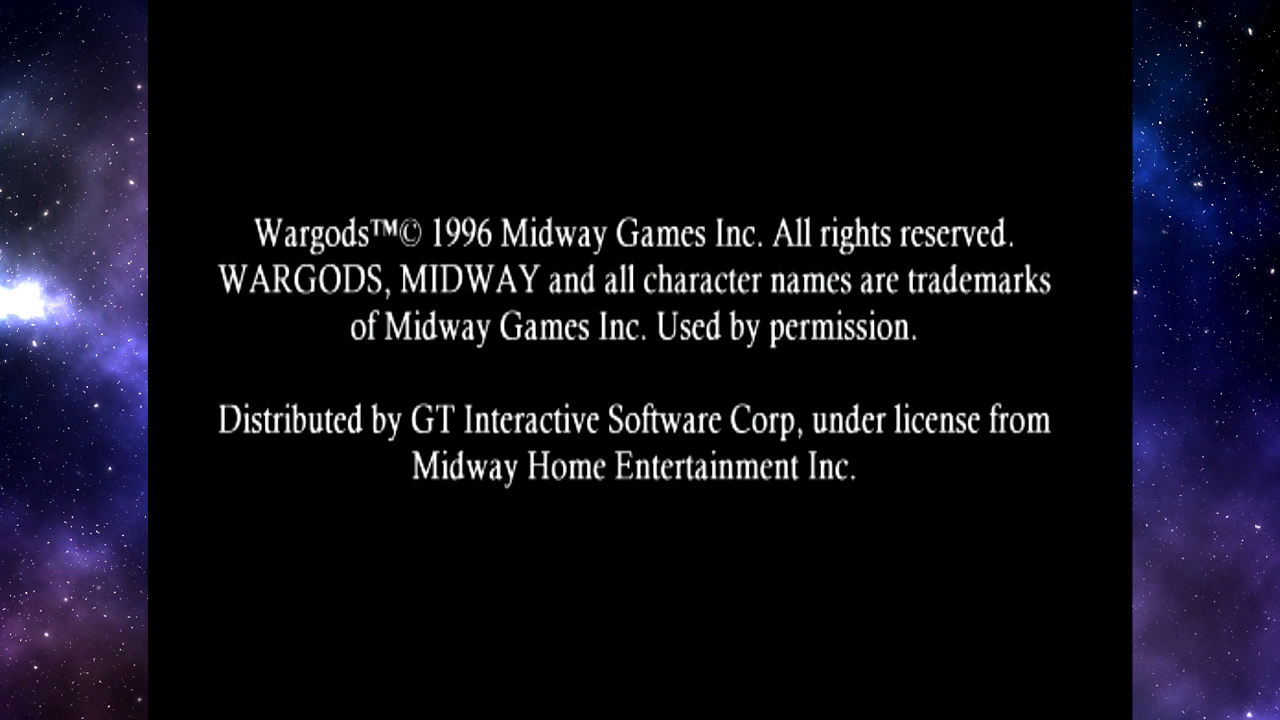 Wargods™© 1996 Midway Games Inc. All rights reserved.
WARGODS, MIDWAY and all character names are trademarks
of Midway Games Inc. Used by permission.
Distributed by GT Interactive Software Corp, under license from
Midway Home Entertainment Inc.